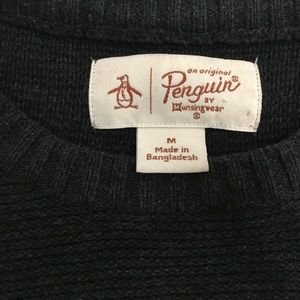 an original
Penguin®
BY
Munsingwear
®
M
Made in
Bangladesh